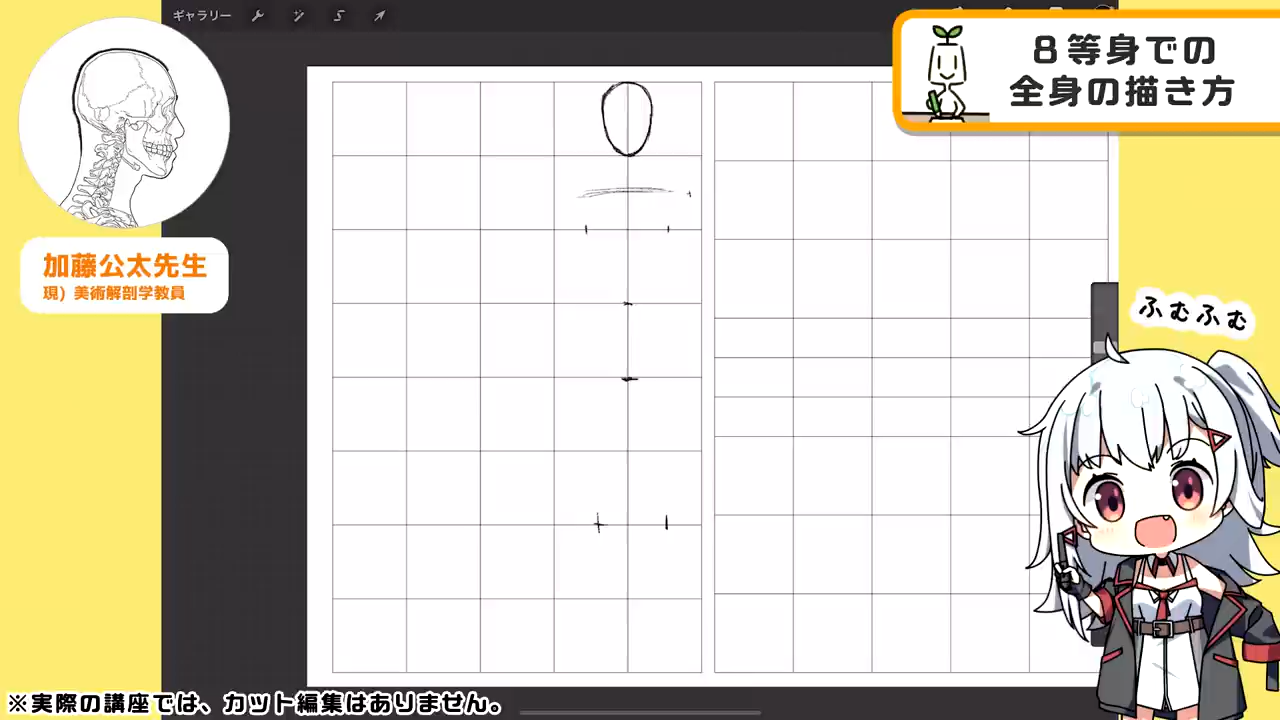 ギャラリー
8等身での
全身の描き方
加藤公太先生
現）美術解剖学教員
ふむふむ
※実際の講座では、カット編集はありません。